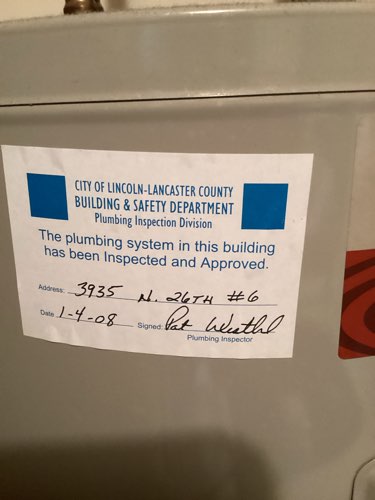 CITY OF LINCOLN-LANCASTER COUNTY
BUILDING & SAFETY DEPARTMENT
Plumbing Inspection Division
The plumbing system in this building
has been Inspected and Approved.
Address: 3935 N. 26TH #6
Date 1-4-08 Signed: Pat
Plumbing Inspector